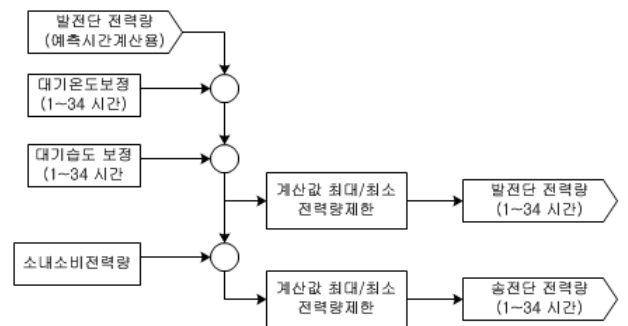 발전단 전력량
(예측시간계산용)
대기온도보정
(1~34 시간)
대기습도 보정
(1~34 시간
계산값 최대/최소
전력량제한
발전단 전력량
(1~34 시간)
소내소비전력량
계산값 최대/최소
전력량제한
송전단 전력량
(1~34 시간)